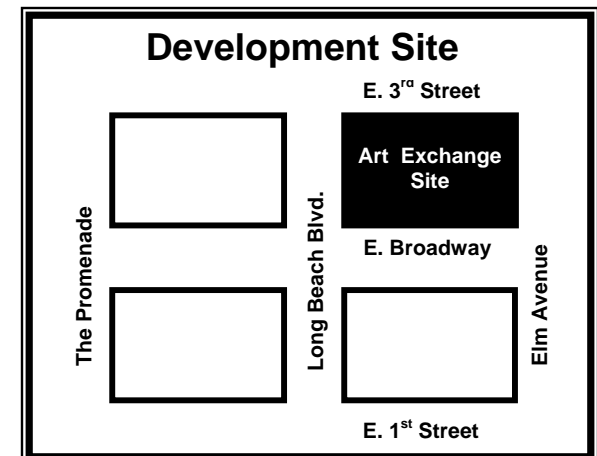 Development Site
E. 3rd Street
Art Exchange
Site
The Promenade
Long Beach Blvd.
E. Broadway
Elm Avenue
E. 1st Street